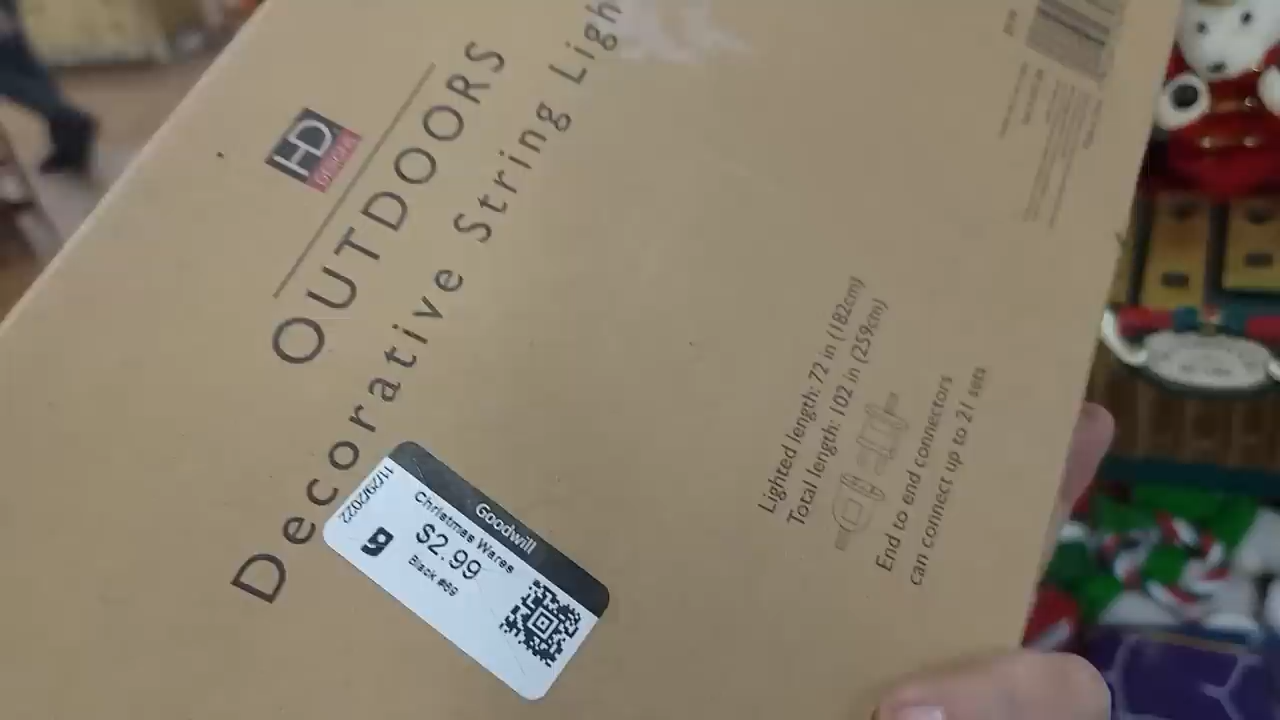 HD
DESIGNS
OUTDOORS
Decorative String Ligh
Goodwill
Christmas Wares
$2.99
Black #69
11/29/2022
g
Lighted length: 72 in (182cm)
Total length: 102 in (259cm)
End to end connectors
can connect up to 21 sets